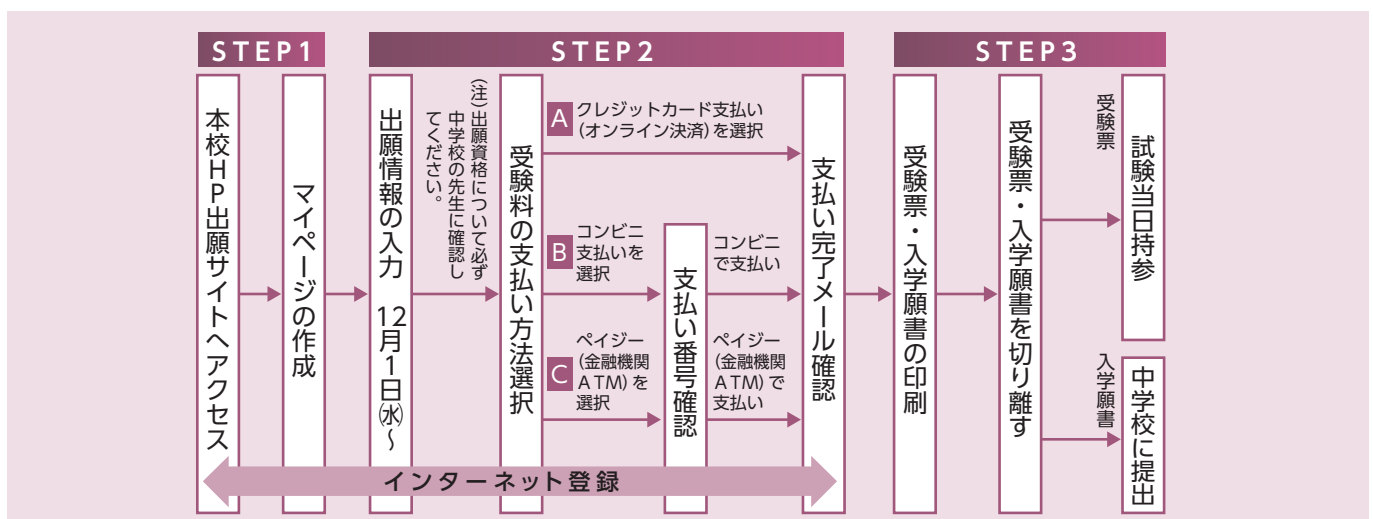 STEP1
本校HP出願サイトへアクセス
マイページの作成
STEP2
出願情報の入力 12月1日㈬〜
(注)出願資格について必ず
中学校の先生に確認し
てください。
受験料の支払い方法選択
A クレジットカード支払い
(オンライン決済)を選択
B コンビニ
支払いを
選択
C ペイジー
(金融機関
ATM)を
選択
支払い番号確認
コンビニ
で支払い
ペイジー
(金融機関
ATM)で
支払い
支払い完了メール確認
インターネット登録
STEP3
受験票・入学願書の印刷
受験票・入学願書を切り離す
受験票
試験当日持参
入学願書
中学校に提出